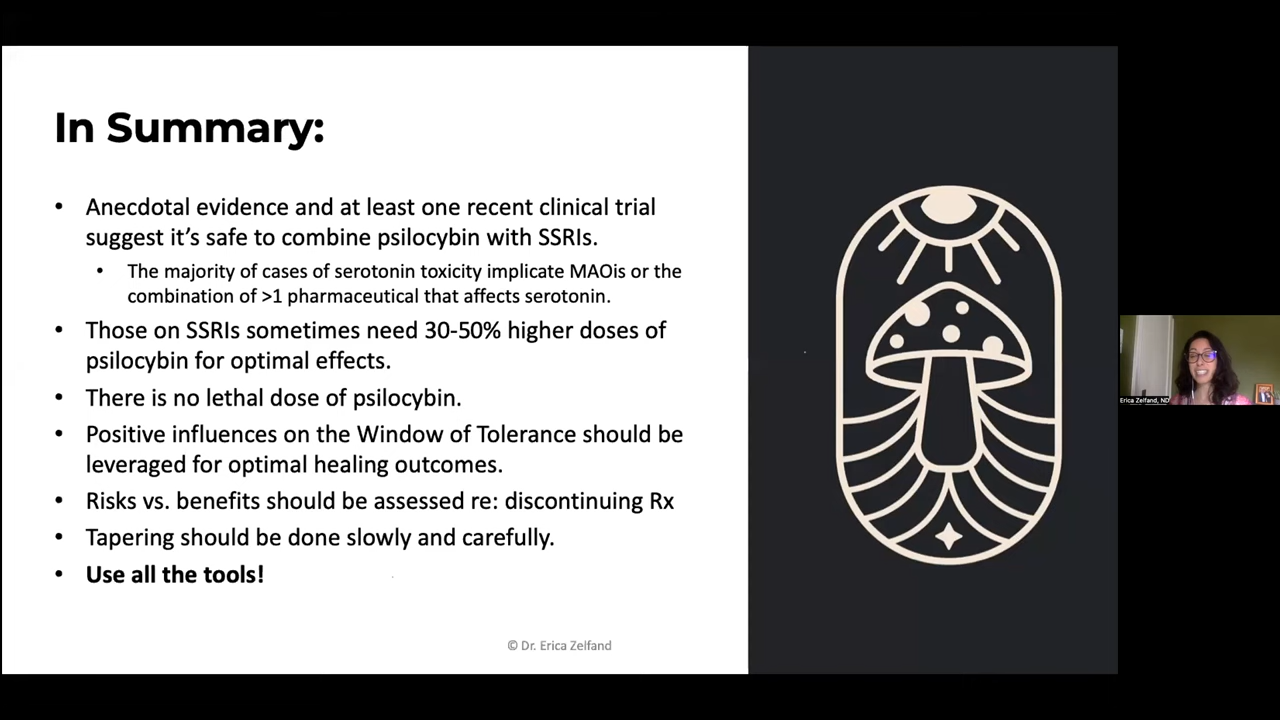 In Summary:
• Anecdotal evidence and at least one recent clinical trial
suggest it’s safe to combine psilocybin with SSRIs.
• The majority of cases of serotonin toxicity implicate MAOis or the
combination of >1 pharmaceutical that affects serotonin.
• Those on SSRIs sometimes need 30-50% higher doses of
psilocybin for optimal effects.
• There is no lethal dose of psilocybin.
• Positive influences on the Window of Tolerance should be
leveraged for optimal healing outcomes.
• Risks vs. benefits should be assessed re: discontinuing Rx
• Tapering should be done slowly and carefully.
• Use all the tools!
© Dr. Erica Zelfand
Erica Zelfand, ND